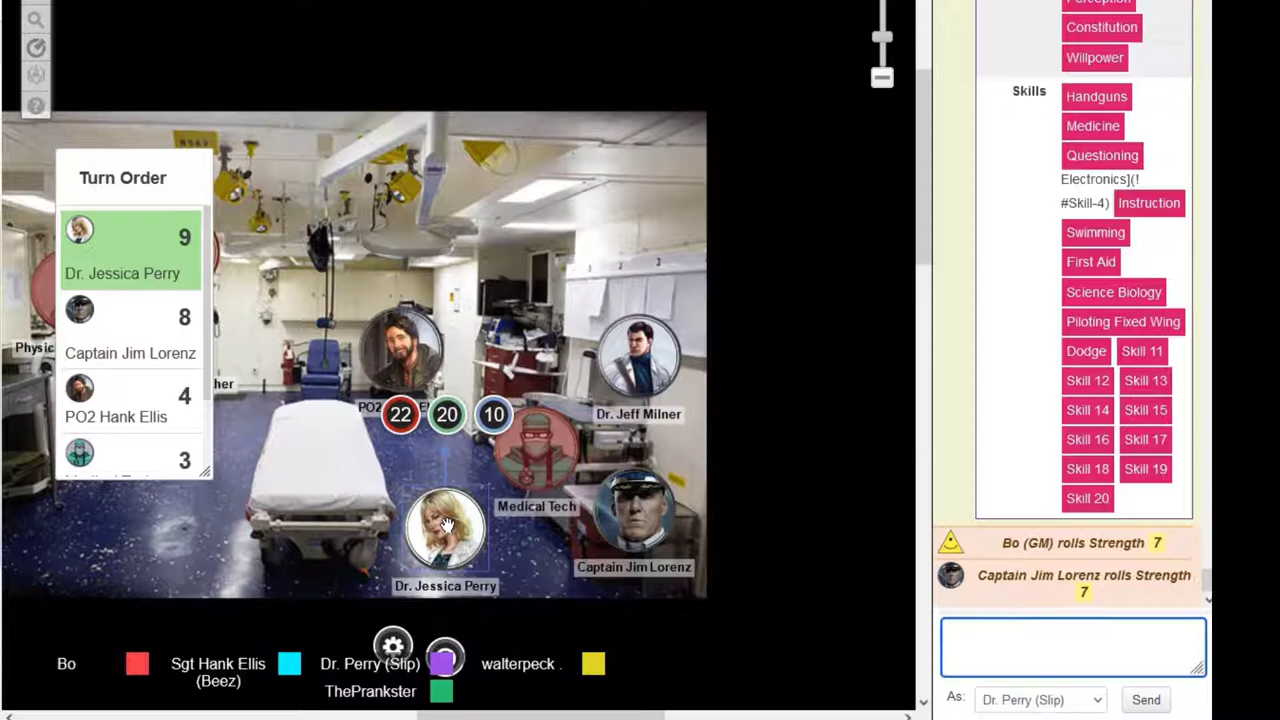 Perception
Constitution
Willpower
Skills
Handguns
Medicine
Questioning
Electronics](!
#Skill-4) Instruction
Swimming
First Aid
Science Biology
Piloting Fixed Wing
Dodge Skill 11
Skill 12 Skill 13
Skill 14 Skill 15
Skill 16 Skill 17
Skill 18 Skill 19
Skill 20
Bo (GM) rolls Strength 7
Captain Jim Lorenz rolls Strength
7
As: Dr. Perry (Slip) Send
Turn Order
9
Dr. Jessica Perry
8
Captain Jim Lorenz
4
PO2 Hank Ellis
3
Physic
her
PO2
22 20 10
Dr. Jeff Milner
Medical Tech
Captain Jim Lorenz
Dr. Jessica Perry
Bo
Sgt Hank Ellis
(Beez)
Dr. Perry (Slip)
walterpeck .
ThePrankster